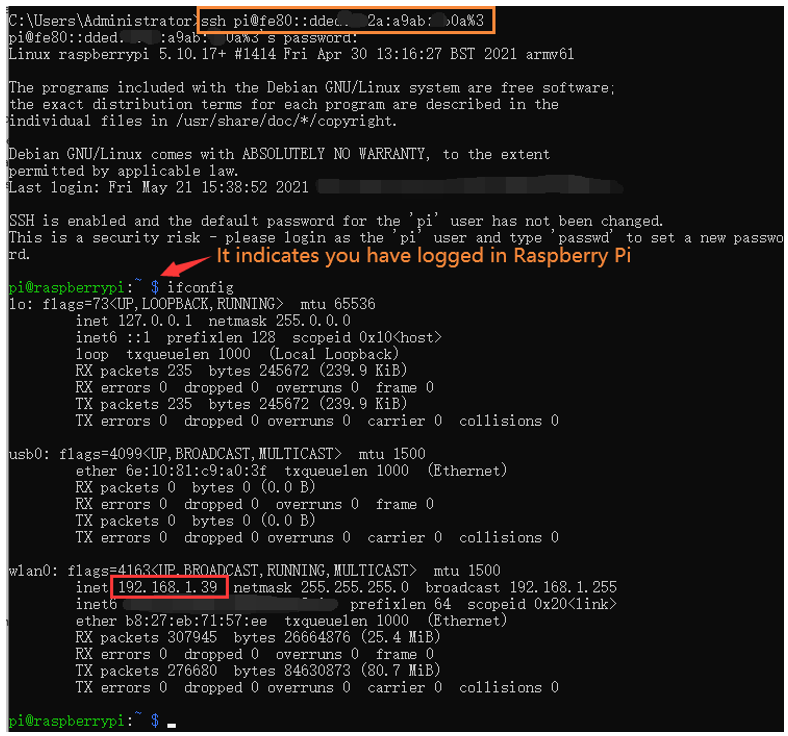 C:\Users\Administrator>ssh pi@fe80::dded: 2a:a9ab: b0a%3
pi@fe80::dded: :a9ab: 0a%3's password:
Linux raspberrypi 5.10.17+ #1414 Fri Apr 30 13:16:27 BST 2021 armv6l
The programs included with the Debian GNU/Linux system are free software;
the exact distribution terms for each program are described in the
individual files in /usr/share/doc/*/copyright.
Debian GNU/Linux comes with ABSOLUTELY NO WARRANTY, to the extent
permitted by applicable law.
Last login: Fri May 21 15:38:52 2021
SSH is enabled and the default password for the 'pi' user has not been changed.
This is a security risk - please login as the 'pi' user and type 'passwd' to set a new passwo
rd.
It indicates you have logged in Raspberry Pi
pi@raspberrypi:~ $ ifconfig
lo: flags=73<UP,LOOPBACK,RUNNING> mtu 65536
inet 127.0.0.1 netmask 255.0.0.0
inet6 ::1 prefixlen 128 scopeid 0x10<host>
loop txqueuelen 1000 (Local Loopback)
RX packets 235 bytes 245672 (239.9 KiB)
RX errors 0 dropped 0 overruns 0 frame 0
TX packets 235 bytes 245672 (239.9 KiB)
TX errors 0 dropped 0 overruns 0 carrier 0 collisions 0
usb0: flags=4099<UP,BROADCAST,MULTICAST> mtu 1500
ether 6e:10:81:c9:a0:3f txqueuelen 1000 (Ethernet)
RX packets 0 bytes 0 (0.0 B)
RX errors 0 dropped 0 overruns 0 frame 0
TX packets 0 bytes 0 (0.0 B)
TX errors 0 dropped 0 overruns 0 carrier 0 collisions 0
wlan0: flags=4163<UP,BROADCAST,RUNNING,MULTICAST> mtu 1500
inet 192.168.1.39 netmask 255.255.255.0 broadcast 192.168.1.255
inet6 prefixlen 64 scopeid 0x20<link>
ether b8:27:eb:71:57:ee txqueuelen 1000 (Ethernet)
RX packets 307945 bytes 26664876 (25.4 MiB)
RX errors 0 dropped 0 overruns 0 frame 0
TX packets 276680 bytes 84630873 (80.7 MiB)
TX errors 0 dropped 0 overruns 0 carrier 0 collisions 0
pi@raspberrypi:~ $